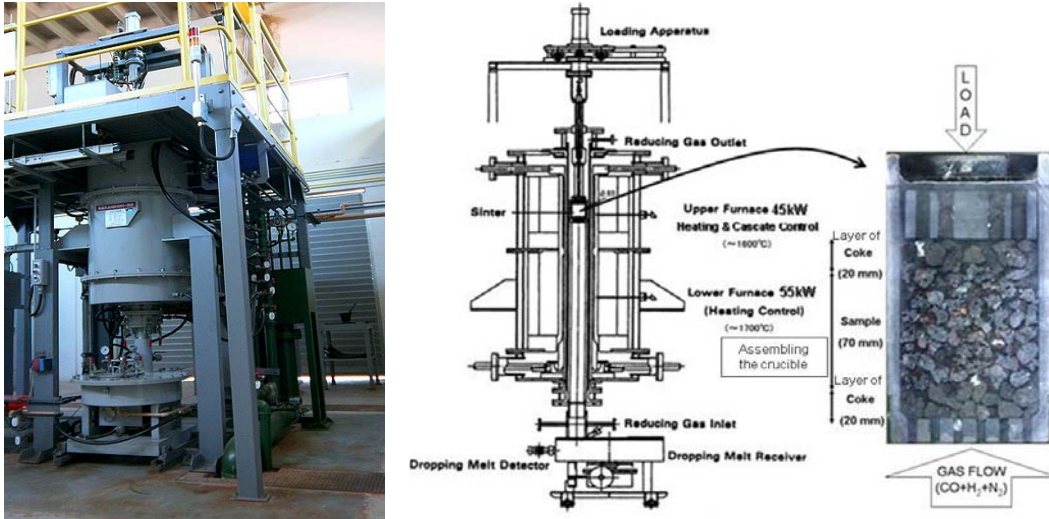 Loading Apparatus
Reducing Gas Outlet
Sinter
Upper Furnace 45kW
Heating & Cascate Control
(~1600°C)
Lower Furnace 55kW
(Heating Control)
(~1700°C)
Assembling
the crucible
Reducing Gas Inlet
Dropping Melt Detector
Dropping Melt Receiver
LOAD
Layer of
Coke
(20 mm)
Sample
(70 mm)
Layer of
Coke
(20 mm)
GAS FLOW
(CO+H₂+N₂)